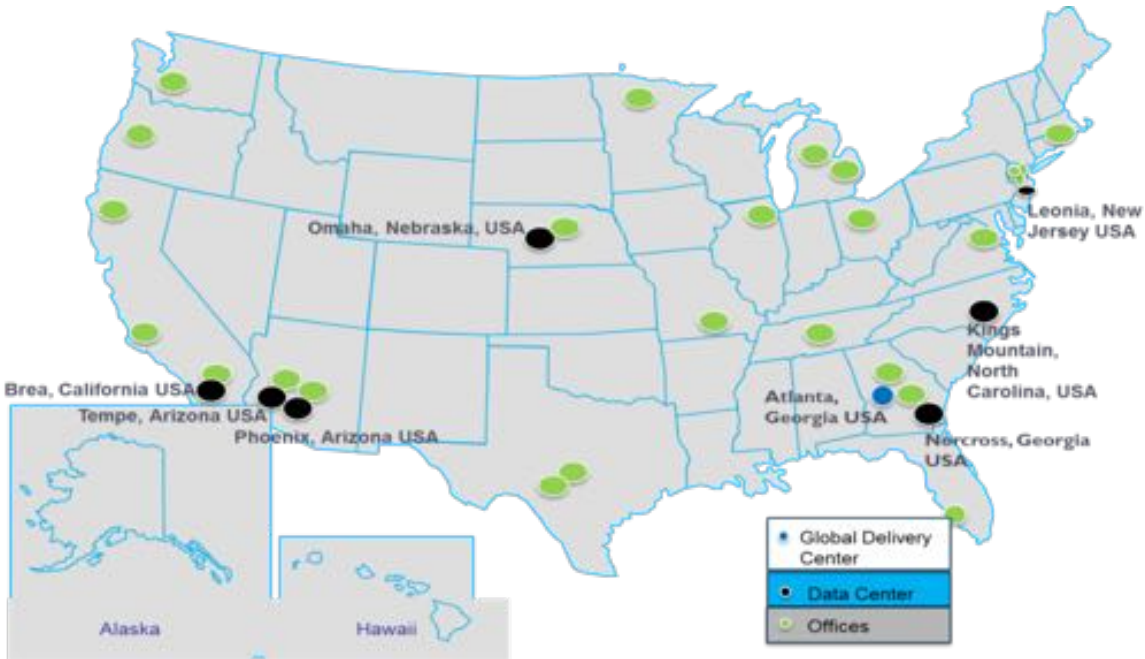 Omaha, Nebraska, USA
Leonia, New
Jersey USA
Kings
Mountain,
North
Carolina, USA
Brea, California USA
Tempe, Arizona USA
Phoenix, Arizona USA
Atlanta,
Georgia USA
Norcross, Georgia
USA
Global Delivery
Center
Data Center
Offices
Alaska
Hawaii